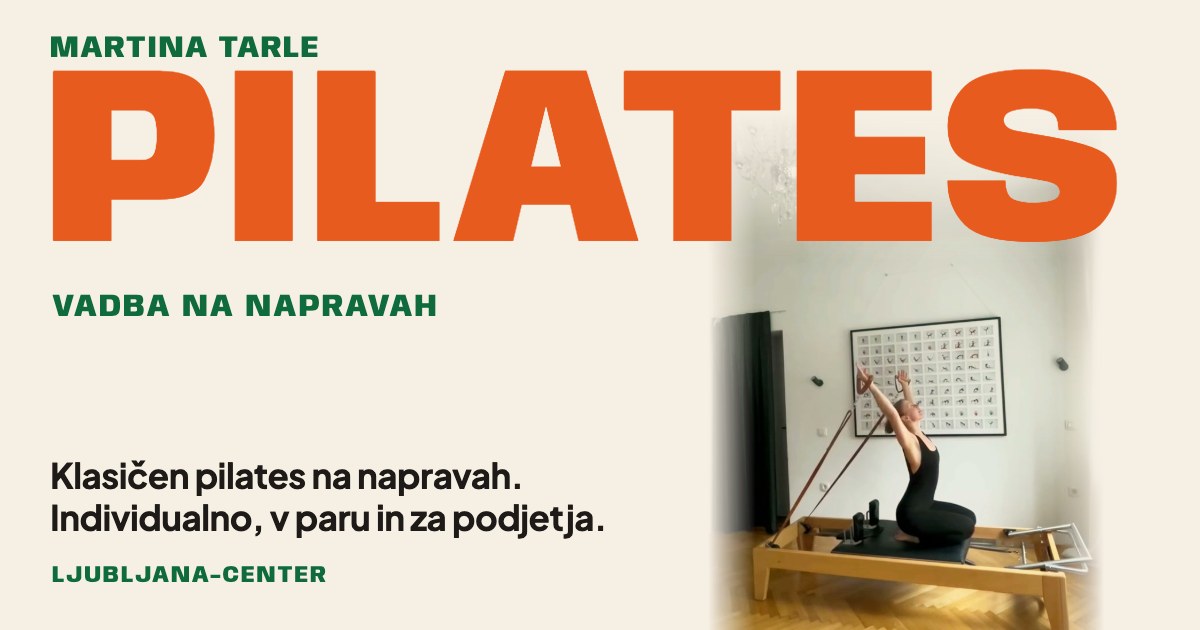 MARTINA TARLE
PILATES
VADBA NA NAPRAVAH
Klasičen pilates na napravah.
Individualno, v paru in za podjetja.
LJUBLJANA-CENTER